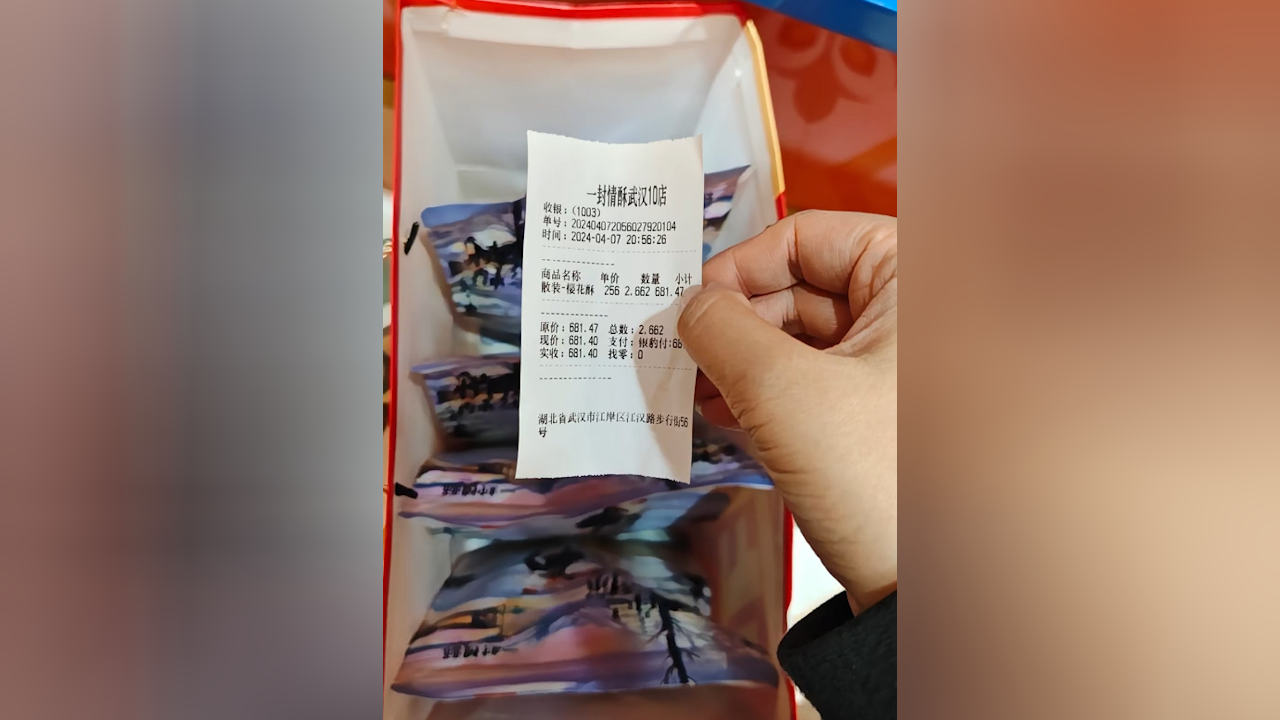 一封情酥武汉10店
收银：(1003)
单号：202404072056027920104
时间：2024-04-07 20:56:26
商品名称 单价 数量 小计
散装-樱花酥 256 2.662 681.47
原价：681.47 总数：2.662
现价：681.40 支付：银豹付:68
实收：681.40 找零：0
湖北省武汉市江岸区江汉路步行街56
号